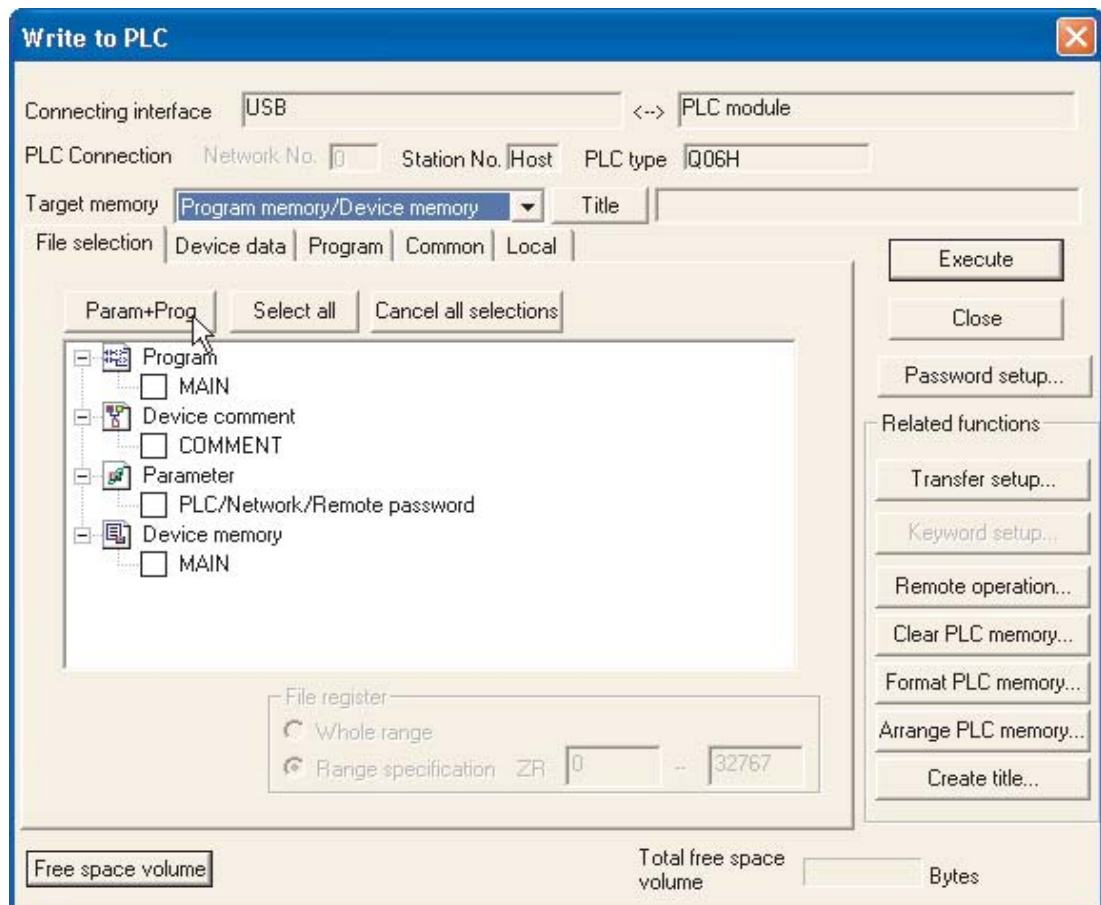 Write to PLC
Connecting interface USB <--> PLC module
PLC Connection Network No. 0 Station No. Host PLC type Q06H
Target memory Program memory/Device memory Title
File selection Device data Program Common Local
Param+Prog Select all Cancel all selections
Program
MAIN
Device comment
COMMENT
Parameter
PLC/Network/Remote password
Device memory
MAIN
File register
Whole range
Range specification ZR 0 -- 32767
Execute
Close
Password setup...
Related functions
Transfer setup...
Keyword setup...
Remote operation...
Clear PLC memory...
Format PLC memory...
Arrange PLC memory...
Create title...
Free space volume
Total free space
volume Bytes